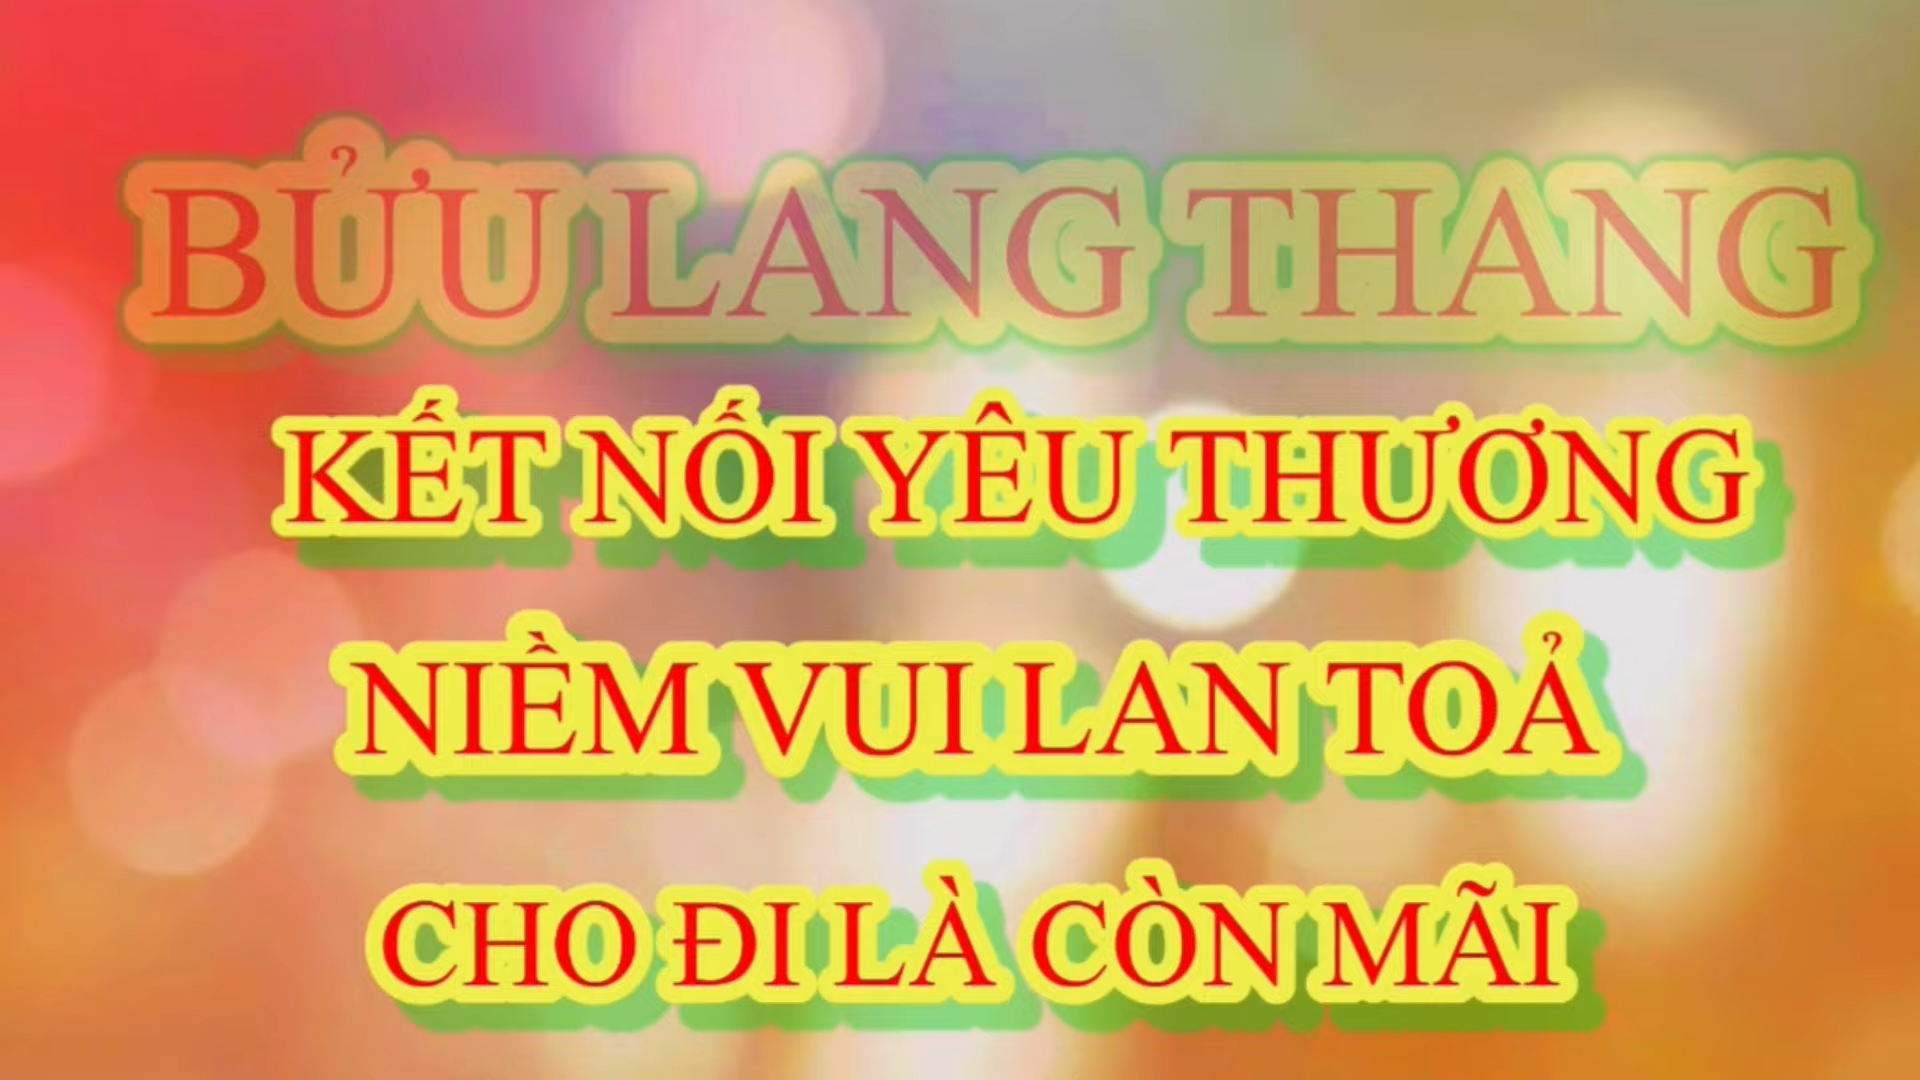 BỬU LANG THANG
KẾT NỐI YÊU THƯƠNG
NIỀM VUI LAN TOẢ
CHO ĐI LÀ CÒN MÃI